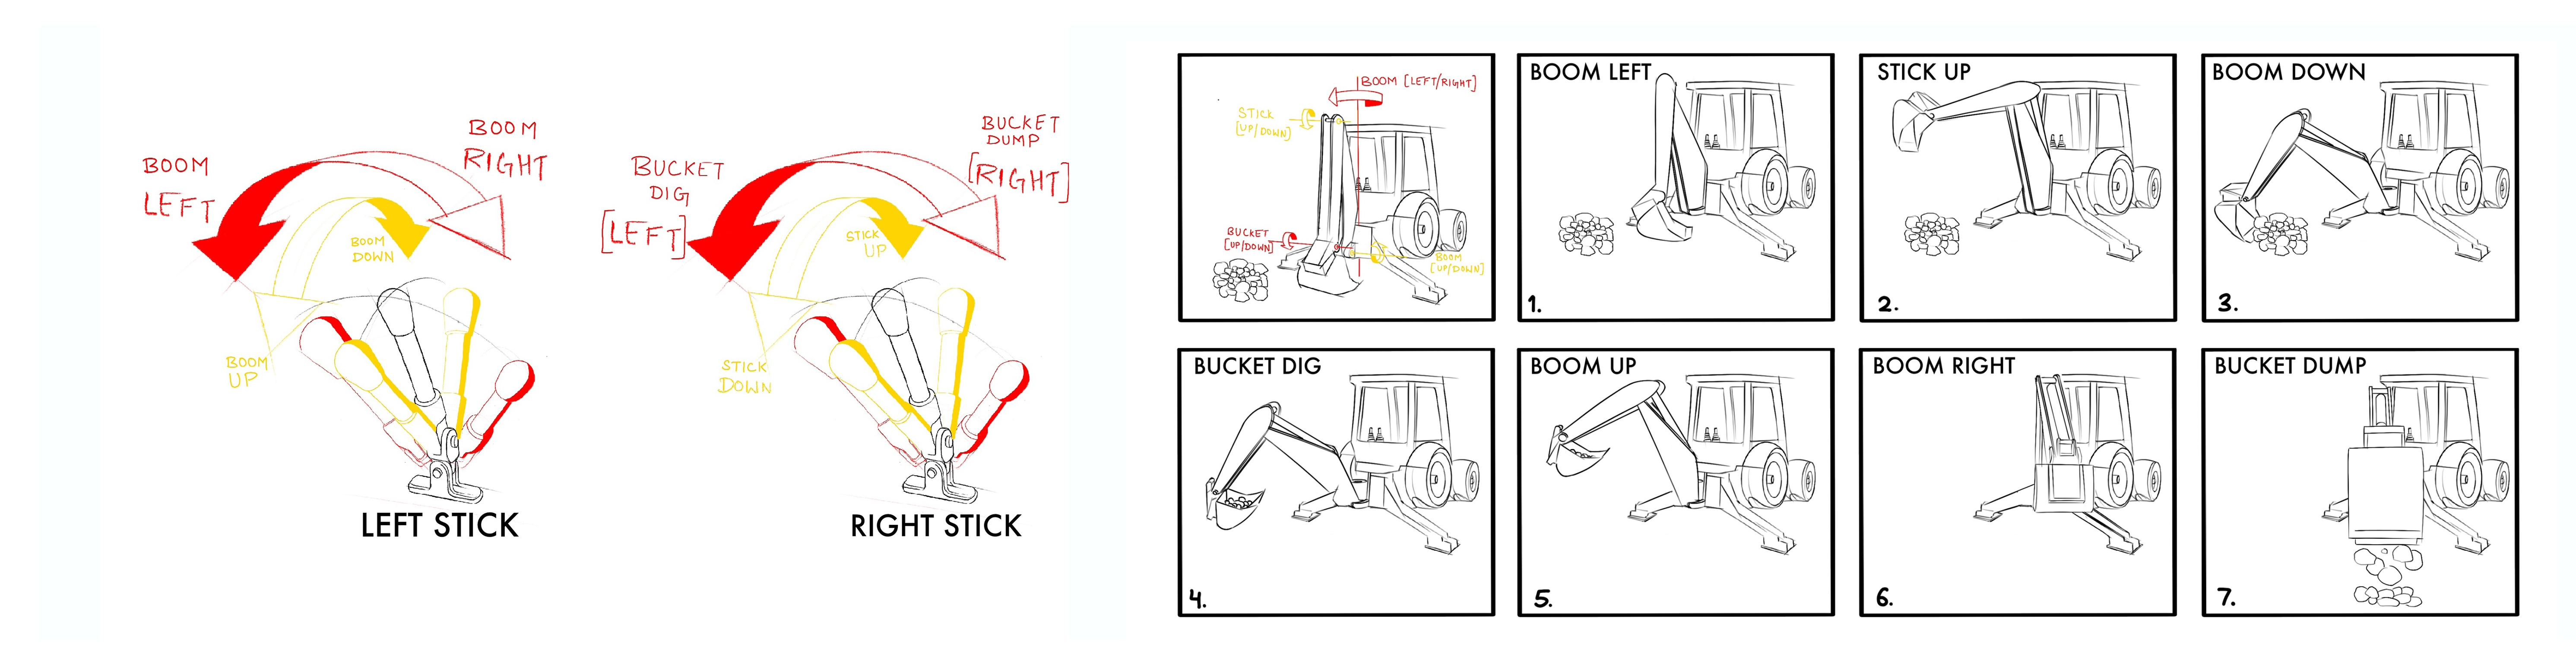 BOOM
LEFT
BOOM
RIGHT
BOOM
DOWN
BOOM
UP
LEFT STICK
BUCKET
DIG
[LEFT]
BUCKET
DUMP
[RIGHT]
STICK
UP
STICK
DOWN
RIGHT STICK
BOOM [LEFT/RIGHT]
STICK
[UP/DOWN]
BUCKET
[UP/DOWN]
BOOM
[UP/DOWN]
BOOM LEFT
1.
STICK UP
2.
BOOM DOWN
3.
BUCKET DIG
4.
BOOM UP
5.
BOOM RIGHT
6.
BUCKET DUMP
7.